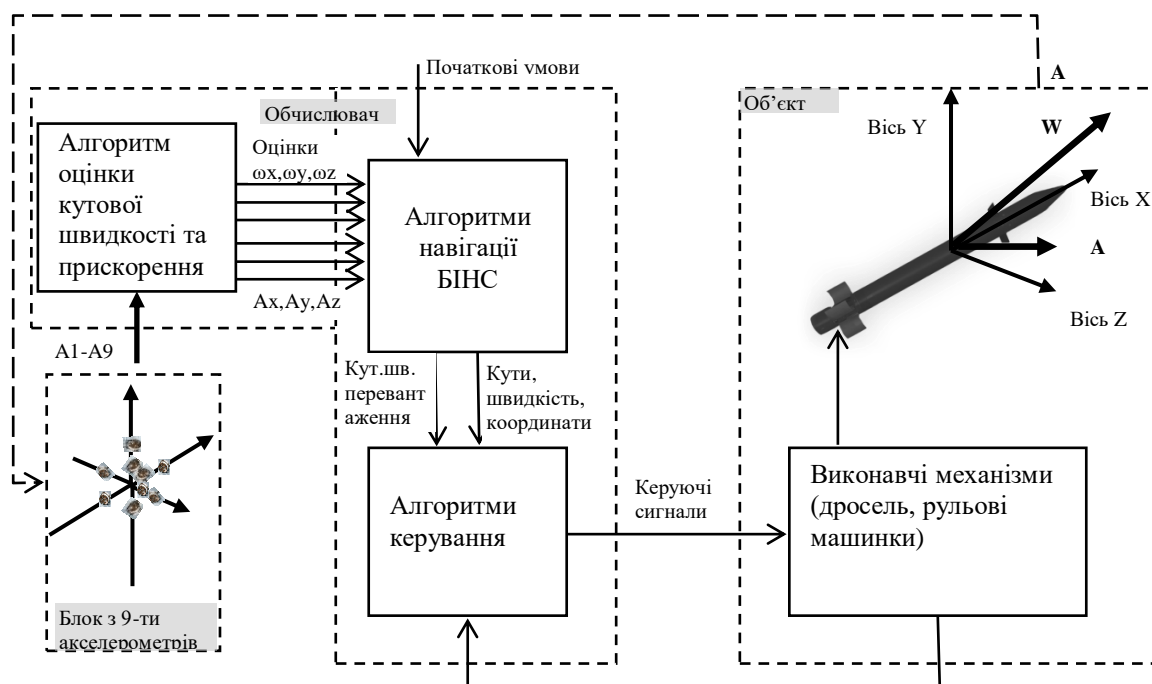 Початкові умови
А
Обчислювач
Об’єкт
Алгоритм
оцінки
кутової
швидкості та
прискорення
Оцінки
ωx,ωy,ωz
Вісь Y
W
Алгоритми
навігації
БІНС
Вісь X
А
Ax,Ay,Az
Вісь Z
А1-А9
Кут.шв.
перевант
аження
Кути,
швидкість,
координати
Алгоритми
керування
Керуючі
сигнали
Виконавчі механізми
(дросель, рульові
машинки)
Блок з 9-ти
акселерометрів